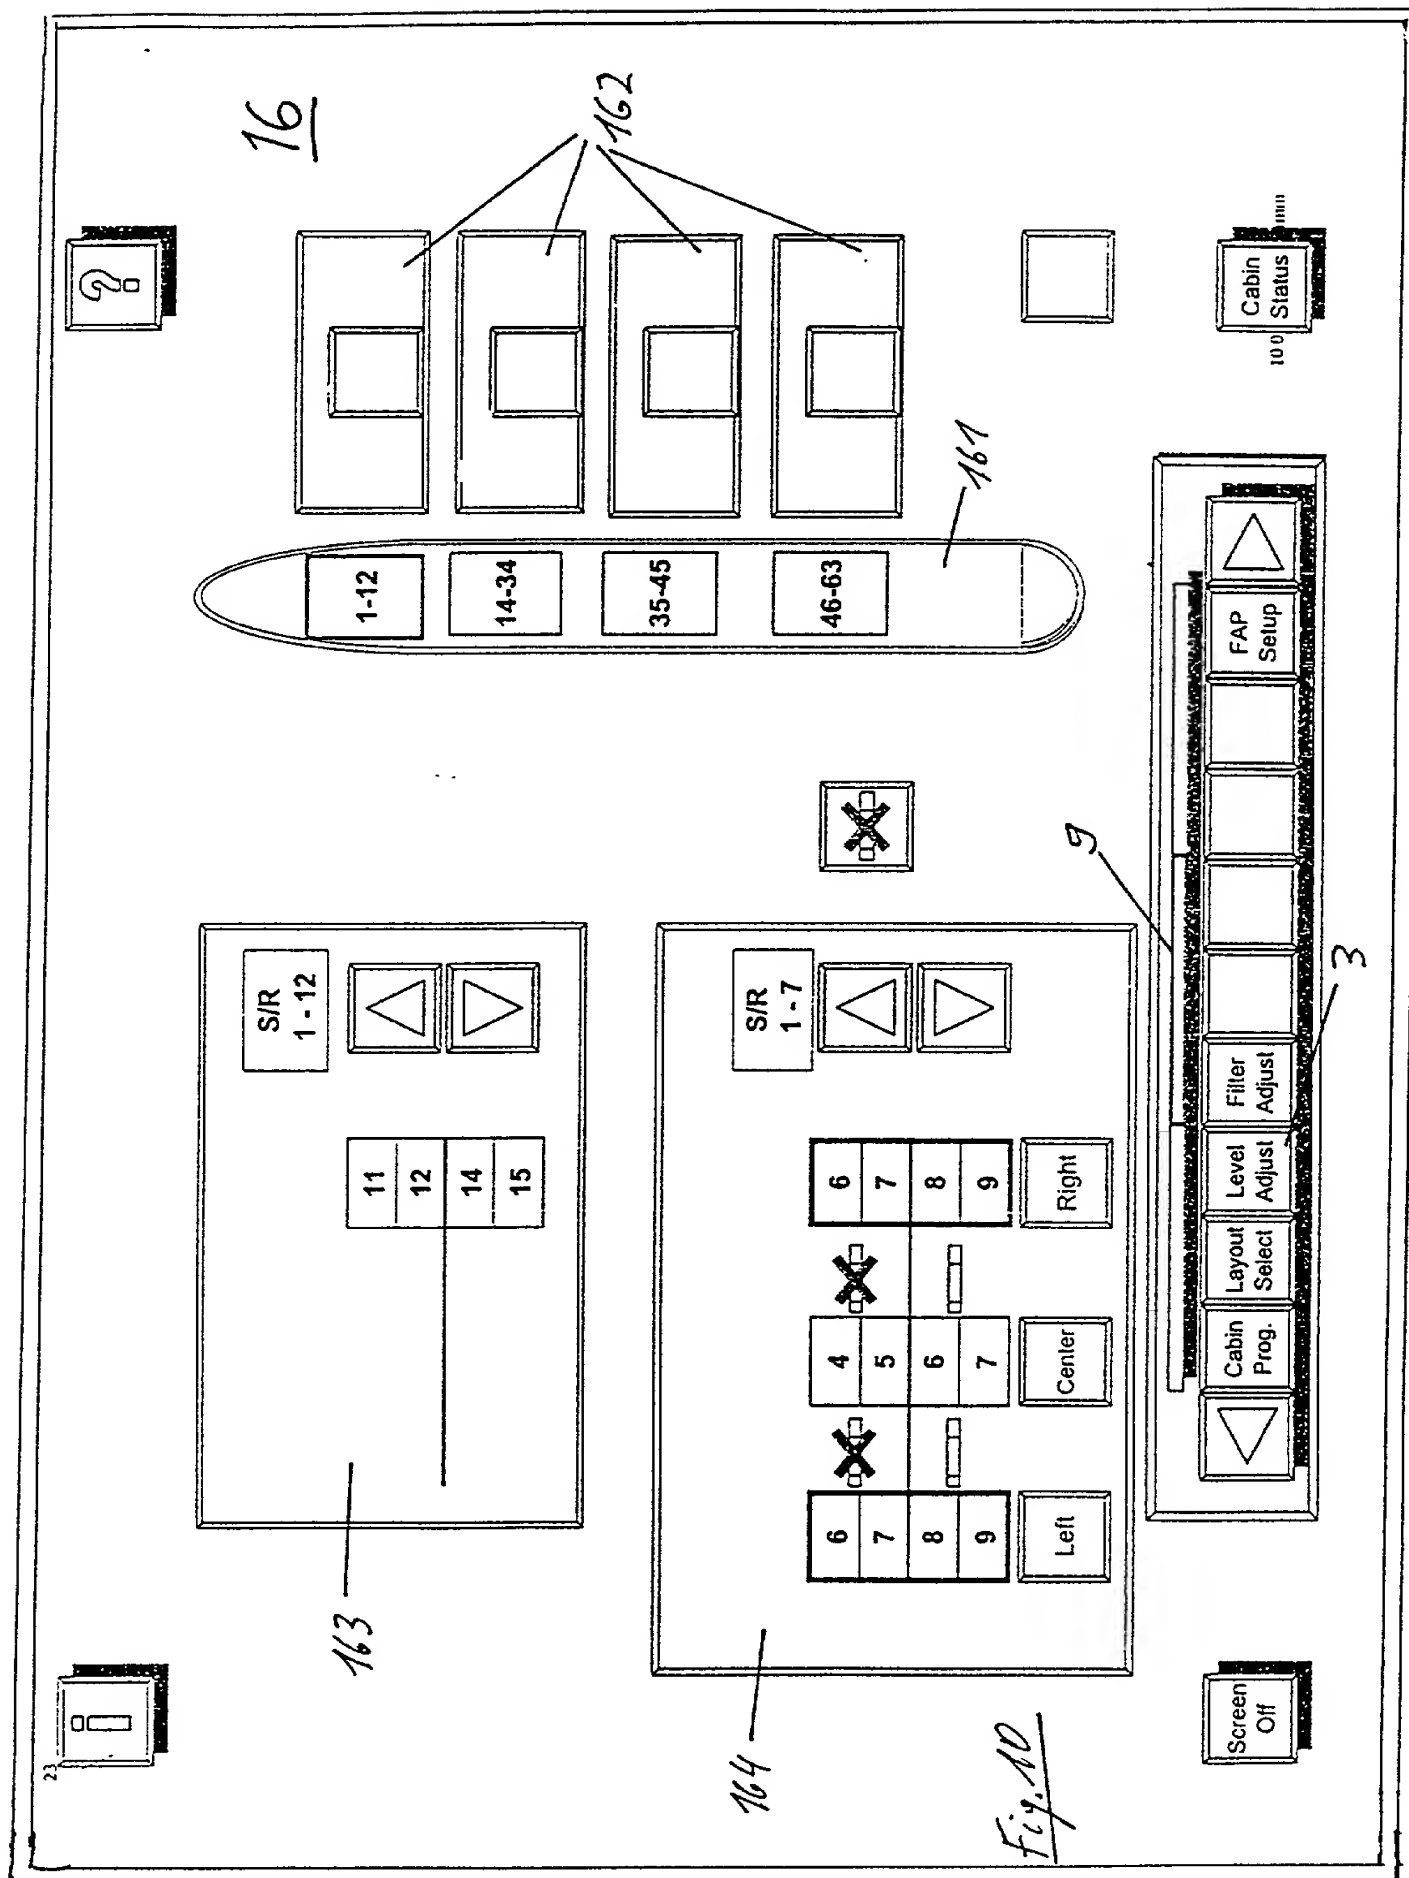 23
i
?
16
162
163
S/R
1 - 12
11
12
14
15
1-12
14-34
35-45
46-63
161
164
S/R
1 - 7
6
7
8
9
4
5
6
7
6
7
8
9
Left
Center
Right
9
3
Fig. 10
Screen
Off
Cabin
Prog.
Layout
Select
Level
Adjust
Filter
Adjust
FAP
Setup
Cabin
Status
100
mm